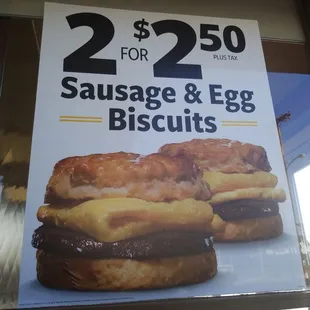 2 FOR $2.50
PLUS TAX
Sausage & Egg
Biscuits